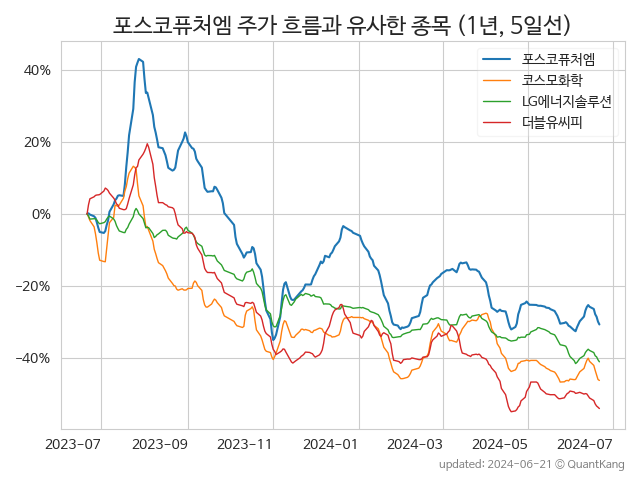 포스코퓨처엠 주가 흐름과 유사한 종목 (1년, 5일선)
포스코퓨처엠
코스모화학
LG에너지솔루션
더블유씨피
40%
20%
0%
−20%
−40%
2023-07 2023-09 2023-11 2024-01 2024-03 2024-05 2024-07
updated: 2024-06-21 © QuantKang